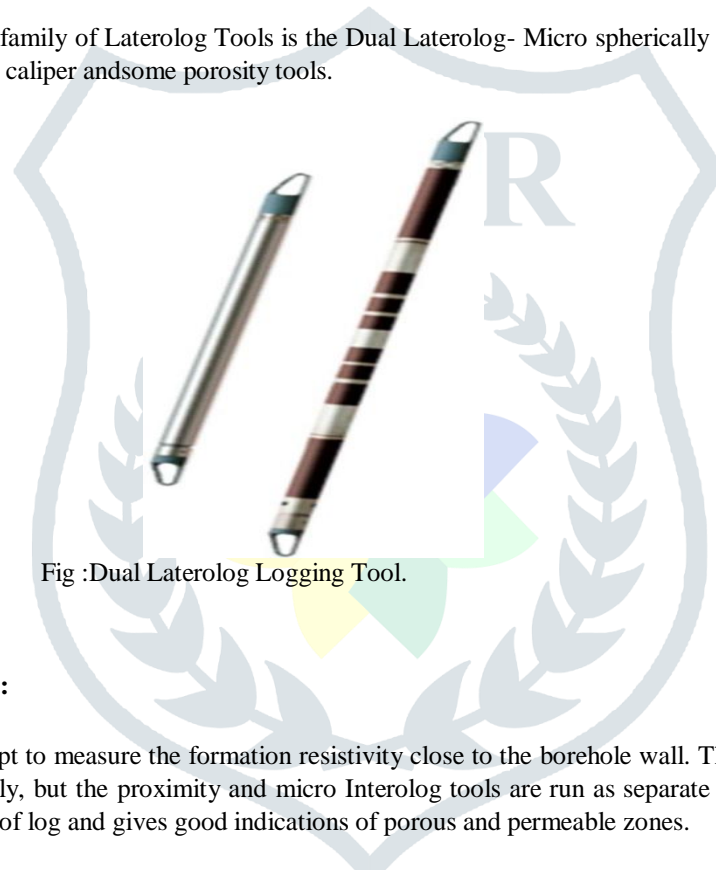 family of Laterolog Tools is the Dual Laterolog- Micro spherically
caliper andsome porosity tools.
R
Fig :Dual Laterolog Logging Tool.
:
pt to measure the formation resistivity close to the borehole wall. T
ly, but the proximity and micro Interolog tools are run as separate
of log and gives good indications of porous and permeable zones.